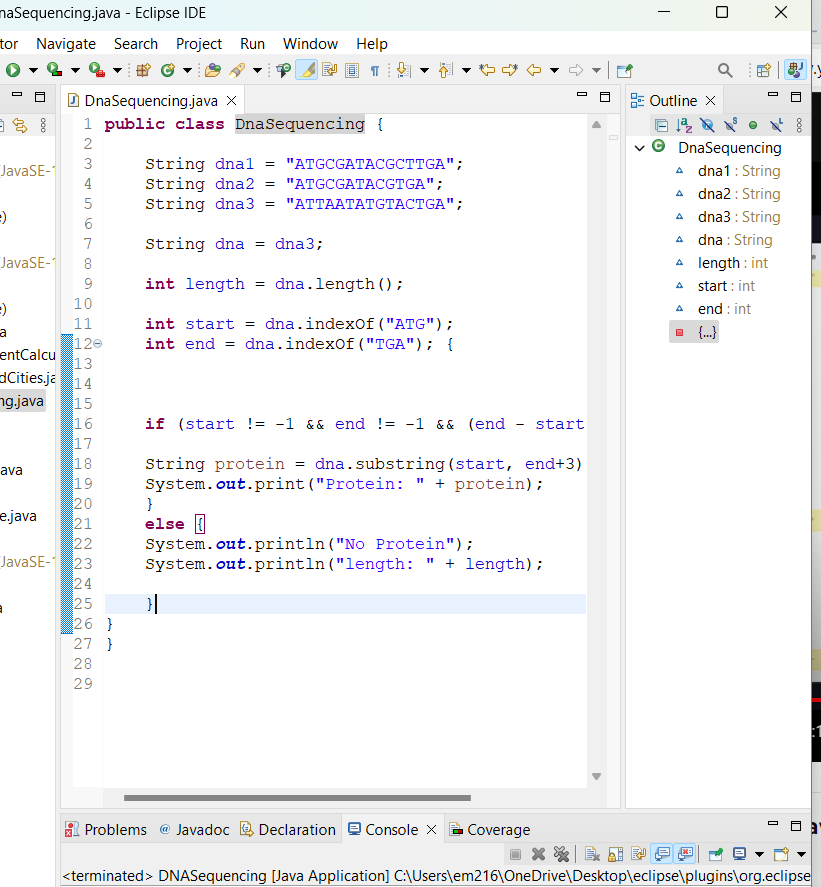 naSequencing.java - Eclipse IDE
tor Navigate Search Project Run Window Help
DnaSequencing.java
Outline
1 public class DnaSequencing {
2
3 String dna1 = "ATGCGATACGCTTGA";
4 String dna2 = "ATGCGATACGTGA";
5 String dna3 = "ATTAATATGTACTGA";
6
7 String dna = dna3;
8
9 int length = dna.length();
10
11 int start = dna.indexOf("ATG");
12 int end = dna.indexOf("TGA"); {
13
14
15
16 if (start != -1 && end != -1 && (end - start
17
18 String protein = dna.substring(start, end+3)
19 System.out.print("Protein: " + protein);
20 }
21 else {
22 System.out.println("No Protein");
23 System.out.println("length: " + length);
24
25 }
26 }
27 }
28
29
JavaSE-1
e)
JavaSE-1
e)
a
entCalcu
dCities.ja
ng.java
ava
e.java
JavaSE-1
a
DnaSequencing
dna1 : String
dna2 : String
dna3 : String
dna : String
length : int
start : int
end : int
{...}
Problems Javadoc Declaration Console Coverage
<terminated> DNASequencing [Java Application] C:\Users\em216\OneDrive\Desktop\eclipse\plugins\org.eclipse